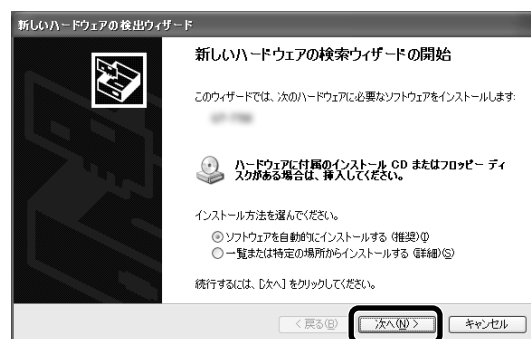 新しいハードウェアの検出ウィザード
新しいハードウェアの検索ウィザードの開始
このウィザードでは、次のハードウェアに必要なソフトウェアをインストールします:
ハードウェアに付属のインストール CD またはフロッピー ディ
スクがある場合は、挿入してください。
インストール方法を選んでください。
ソフトウェアを自動的にインストールする (推奨)(I)
一覧または特定の場所からインストールする (詳細)(S)
続行するには、[次へ] をクリックしてください。
< 戻る(B) 次へ(N) > キャンセル